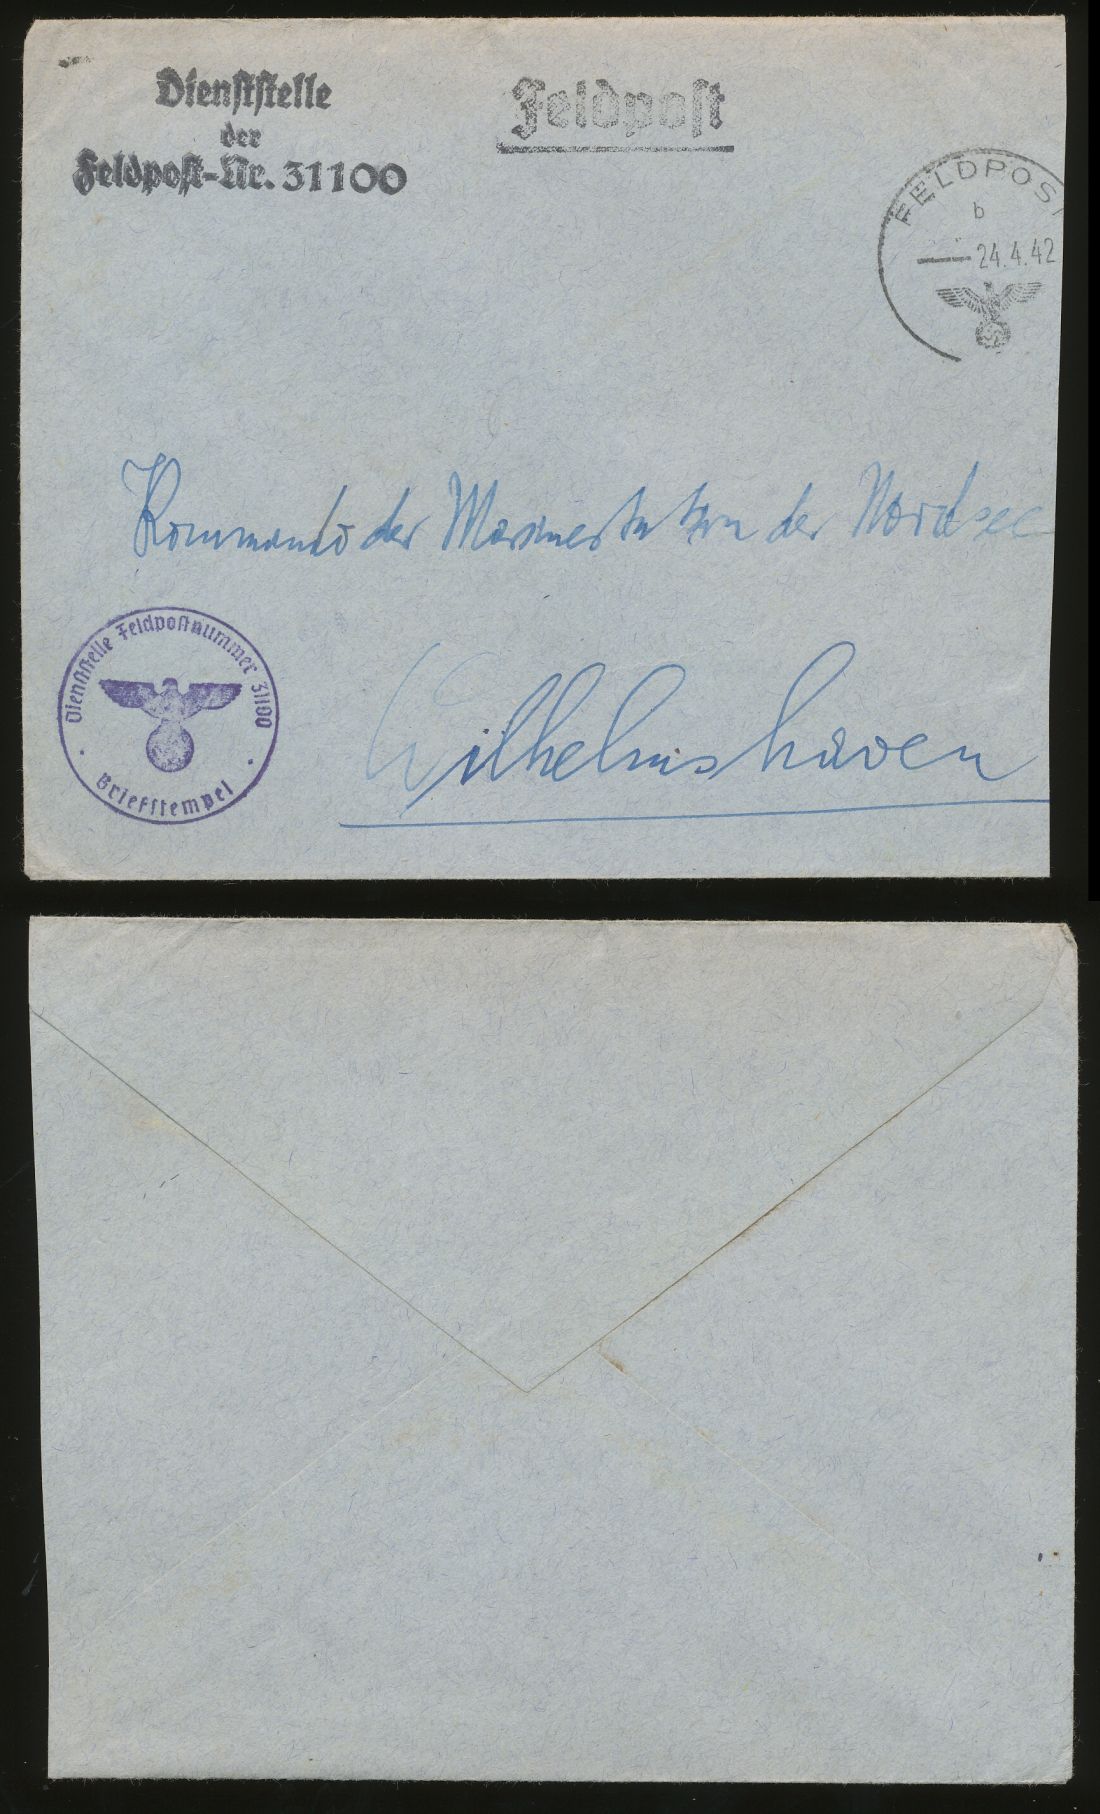 Dienststelle
der
Feldpost-Nr. 31100
Feldpost
FELDPOST
b
24.4.42
Kommando der Marinestation der Nordsee
Dienststelle Feldpostnummer 31100
Briefstempel
Wilhelmshaven